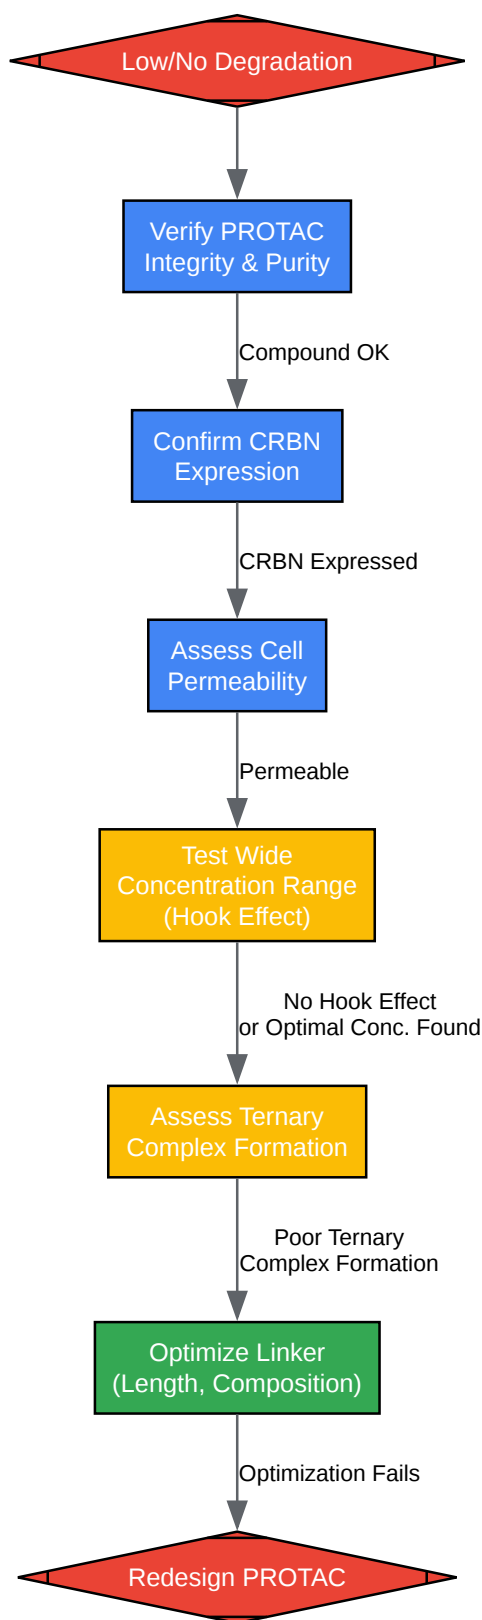 Low/No Degradation
Verify PROTAC
Integrity & Purity
Compound OK
Confirm CRBN
Expression
CRBN Expressed
Assess Cell
Permeability
Permeable
Test Wide
Concentration Range
(Hook Effect)
No Hook Effect
or Optimal Conc. Found
Assess Ternary
Complex Formation
Poor Ternary
Complex Formation
Optimize Linker
(Length, Composition)
Optimization Fails
Redesign PROTAC